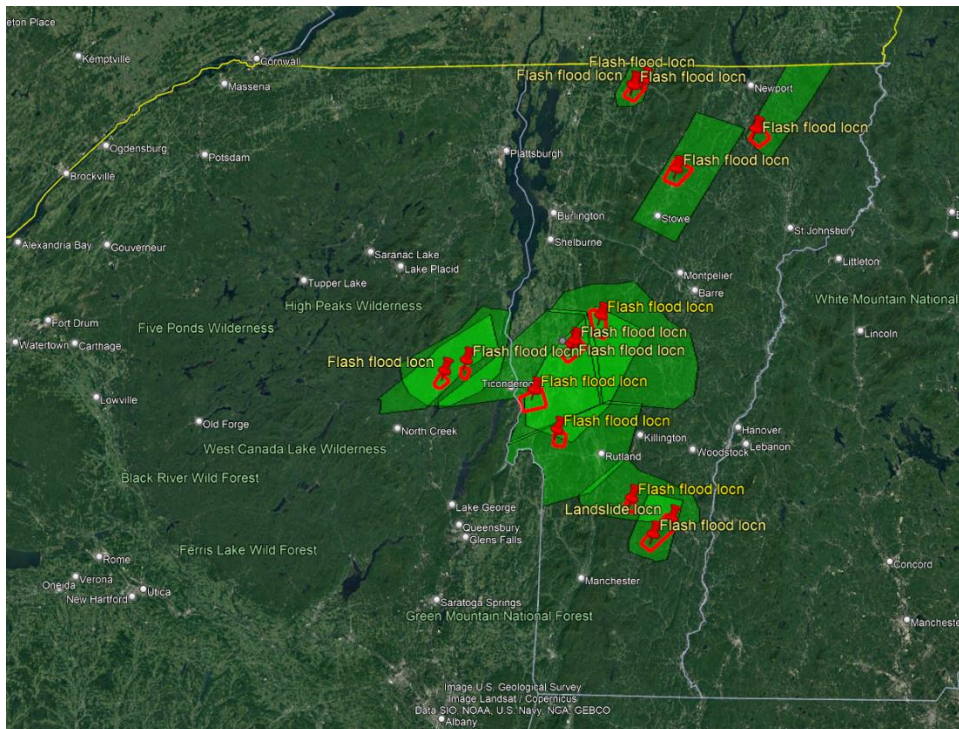 eton Place
Kemptville
Cornwall
Massena
Flash flood locn
Flash flood locn
Flash flood locn
Newport
Ogdensburg
Potsdam
Plattsburgh
Flash flood locn
Flash flood locn
Brockville
Burlington
Stowe
Shelburne
St Johnsbury
Alexandria Bay
Gouverneur
Saranac Lake
Lake Placid
Littleton
Tupper Lake
Montpelier
Barre
High Peaks Wilderness
White Mountain National
Flash flood locn
Fort Drum
Five Ponds Wilderness
Lincoln
Watertown
Carthage
Flash flood locn
Flash flood locn
Flash flood locn
Flash flood locn
Ticonderog
Flash flood locn
Lowville
Old Forge
North Creek
Flash flood locn
Killington
Hanover
Lebanon
West Canada Lake Wilderness
Rutland
Woodstock
Black River Wild Forest
Flash flood locn
Lake George
Landslide locn
Queensbury
Flash flood locn
Glens Falls
Ferris Lake Wild Forest
Rome
Concord
Oneida
Verona
Utica
New Hartford
Manchester
Saratoga Springs
Green Mountain National Forest
Mancheste
Image U.S. Geological Survey
Image Landsat / Copernicus
Data SIO, NOAA, U.S. Navy, NGA, GEBCO
Albany